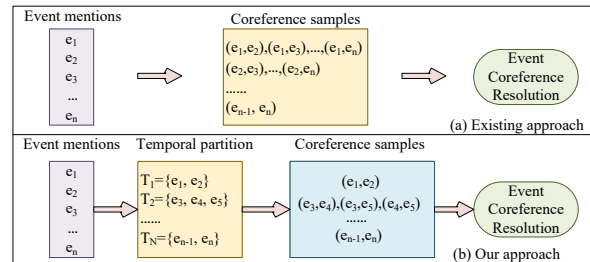 Event mentions
Coreference samples
e1
e2
e3
...
en
(e1,e2),(e1,e3),...,(e1,en)
(e2,e3),...,(e2,en)
......
(en-1, en)
Event
Coreference
Resolution
(a) Existing approach
Event mentions
Temporal partition
Coreference samples
e1
e2
e3
...
en
T1={e1, e2}
T2={e3, e4, e5}
......
TN={en-1, en}
(e1,e2)
(e3,e4),(e3,e5),(e4,e5)
......
(en-1,en)
Event
Coreference
Resolution
(b) Our approach